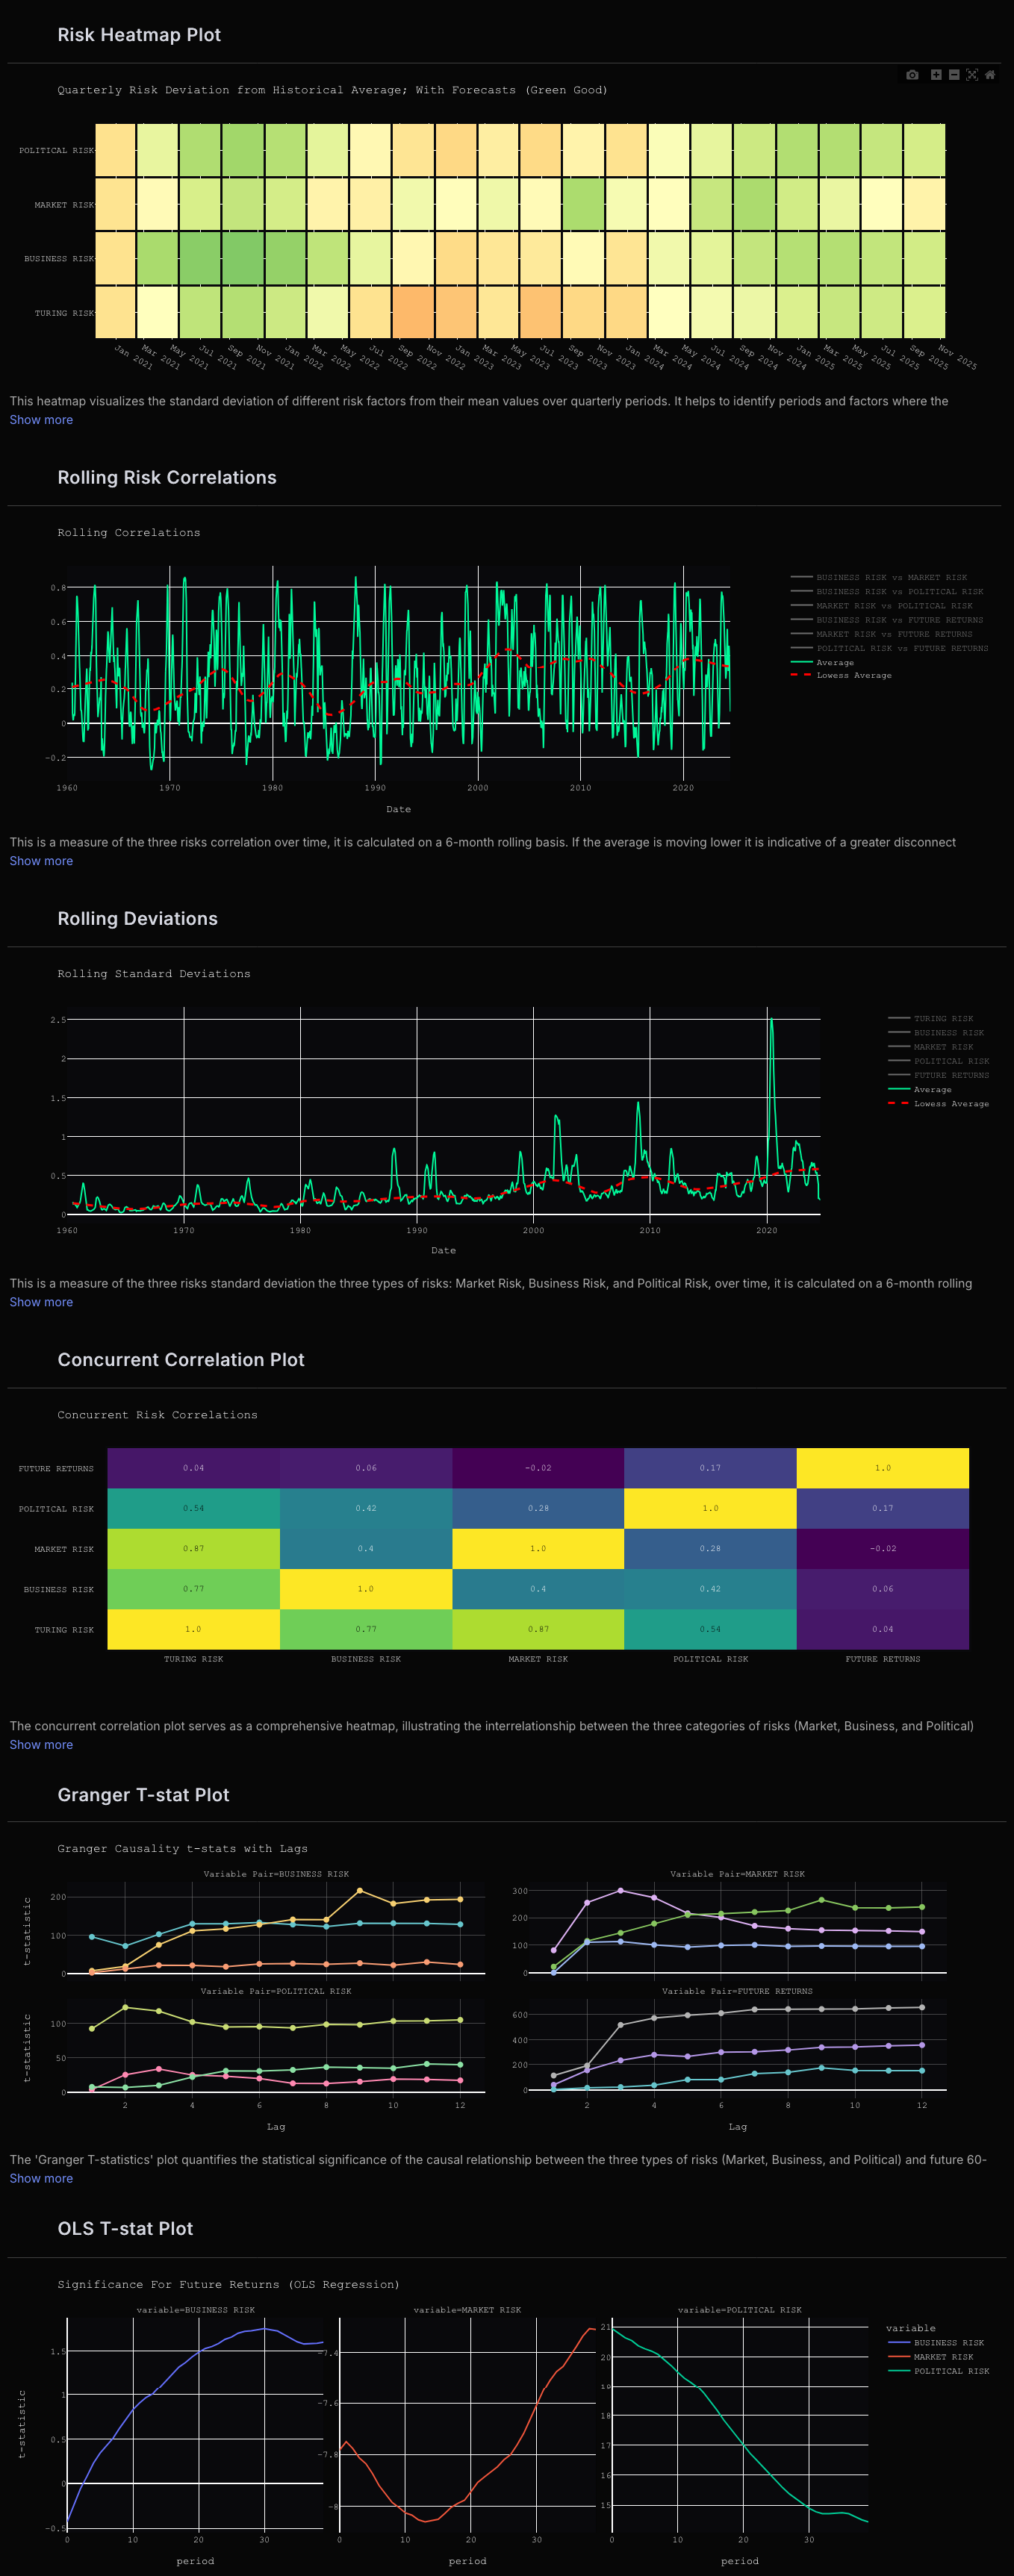 Risk Heatmap Plot
Quarterly Risk Deviation from Historical Average; With Forecasts (Green Good)
POLITICAL RISK
MARKET RISK
BUSINESS RISK
TURING RISK
Jan 2021 Mar 2021 May 2021 Jul 2021 Sep 2021 Nov 2021 Jan 2022 Mar 2022 May 2022 Jul 2022 Sep 2022 Nov 2022 Jan 2023 Mar 2023 May 2023 Jul 2023 Sep 2023 Nov 2023 Jan 2024 Mar 2024 May 2024 Jul 2024 Sep 2024 Nov 2024 Jan 2025 Mar 2025 May 2025 Jul 2025 Sep 2025 Nov 2025
This heatmap visualizes the standard deviation of different risk factors from their mean values over quarterly periods. It helps to identify periods and factors where the
Show more
Rolling Risk Correlations
Rolling Correlations
0.8
0.6
0.4
0.2
0
−0.2
1960 1970 1980 1990 2000 2010 2020
Date
BUSINESS RISK vs MARKET RISK
BUSINESS RISK vs POLITICAL RISK
MARKET RISK vs POLITICAL RISK
BUSINESS RISK vs FUTURE RETURNS
MARKET RISK vs FUTURE RETURNS
POLITICAL RISK vs FUTURE RETURNS
Average
Lowess Average
This is a measure of the three risks correlation over time, it is calculated on a 6-month rolling basis. If the average is moving lower it is indicative of a greater disconnect
Show more
Rolling Deviations
Rolling Standard Deviations
2.5
2
1.5
1
0.5
0
1960 1970 1980 1990 2000 2010 2020
Date
TURING RISK
BUSINESS RISK
MARKET RISK
POLITICAL RISK
FUTURE RETURNS
Average
Lowess Average
This is a measure of the three risks standard deviation the three types of risks: Market Risk, Business Risk, and Political Risk, over time, it is calculated on a 6-month rolling
Show more
Concurrent Correlation Plot
Concurrent Risk Correlations
FUTURE RETURNS 0.04 0.06 −0.02 0.17 1.0
POLITICAL RISK 0.54 0.42 0.28 1.0 0.17
MARKET RISK 0.87 0.4 1.0 0.28 −0.02
BUSINESS RISK 0.77 1.0 0.4 0.42 0.06
TURING RISK 1.0 0.77 0.87 0.54 0.04
TURING RISK BUSINESS RISK MARKET RISK POLITICAL RISK FUTURE RETURNS
The concurrent correlation plot serves as a comprehensive heatmap, illustrating the interrelationship between the three categories of risks (Market, Business, and Political)
Show more
Granger T-stat Plot
Granger Causality t-stats with Lags
Variable Pair=BUSINESS RISK
t-statistic
200
100
0
Variable Pair=MARKET RISK
300
200
100
0
Variable Pair=POLITICAL RISK
t-statistic
100
50
0
2 4 6 8 10 12
Lag
Variable Pair=FUTURE RETURNS
600
400
200
0
2 4 6 8 10 12
Lag
The 'Granger T-statistics' plot quantifies the statistical significance of the causal relationship between the three types of risks (Market, Business, and Political) and future 60-
Show more
OLS T-stat Plot
Significance For Future Returns (OLS Regression)
variable=BUSINESS RISK
t-statistic
1.5
1
0.5
0
−0.5
0 10 20 30
period
variable=MARKET RISK
−7.4
−7.6
−7.8
−8
0 10 20 30
period
variable=POLITICAL RISK
21
20
19
18
17
16
15
0 10 20 30
period
variable
BUSINESS RISK
MARKET RISK
POLITICAL RISK